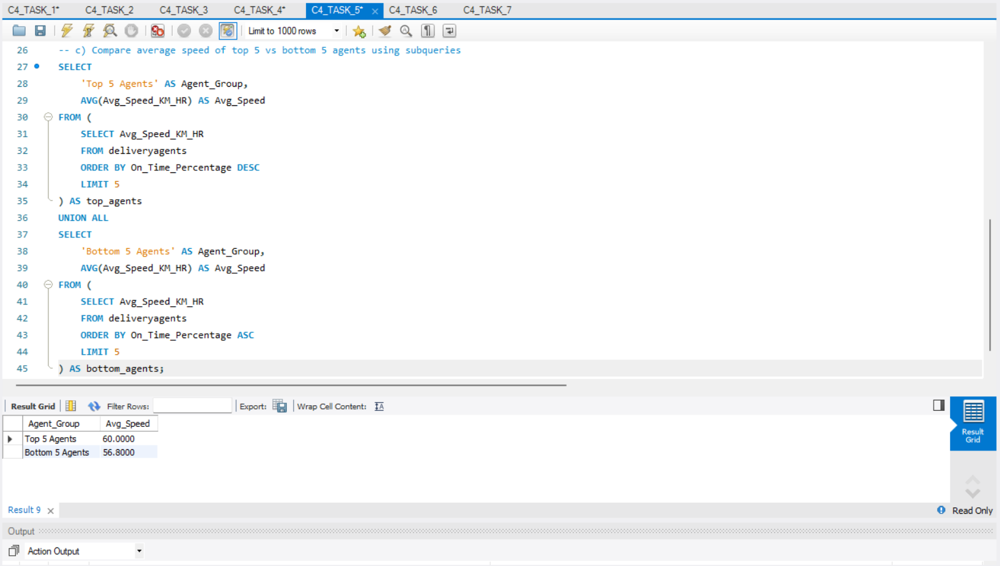 C4_TASK_1* C4_TASK_2 C4_TASK_3 C4_TASK_4* C4_TASK_5* C4_TASK_6 C4_TASK_7
Limit to 1000 rows
26 -- c) Compare average speed of top 5 vs bottom 5 agents using subqueries
27 SELECT
28 'Top 5 Agents' AS Agent_Group,
29 AVG(Avg_Speed_KM_HR) AS Avg_Speed
30 FROM (
31 SELECT Avg_Speed_KM_HR
32 FROM deliveryagents
33 ORDER BY On_Time_Percentage DESC
34 LIMIT 5
35 ) AS top_agents
36 UNION ALL
37 SELECT
38 'Bottom 5 Agents' AS Agent_Group,
39 AVG(Avg_Speed_KM_HR) AS Avg_Speed
40 FROM (
41 SELECT Avg_Speed_KM_HR
42 FROM deliveryagents
43 ORDER BY On_Time_Percentage ASC
44 LIMIT 5
45 ) AS bottom_agents;
Result Grid Filter Rows: Export: Wrap Cell Content: IA
Agent_Group Avg_Speed
Top 5 Agents 60.0000
Bottom 5 Agents 56.8000
Result
Grid
Result 9
Read Only
Output
Action Output